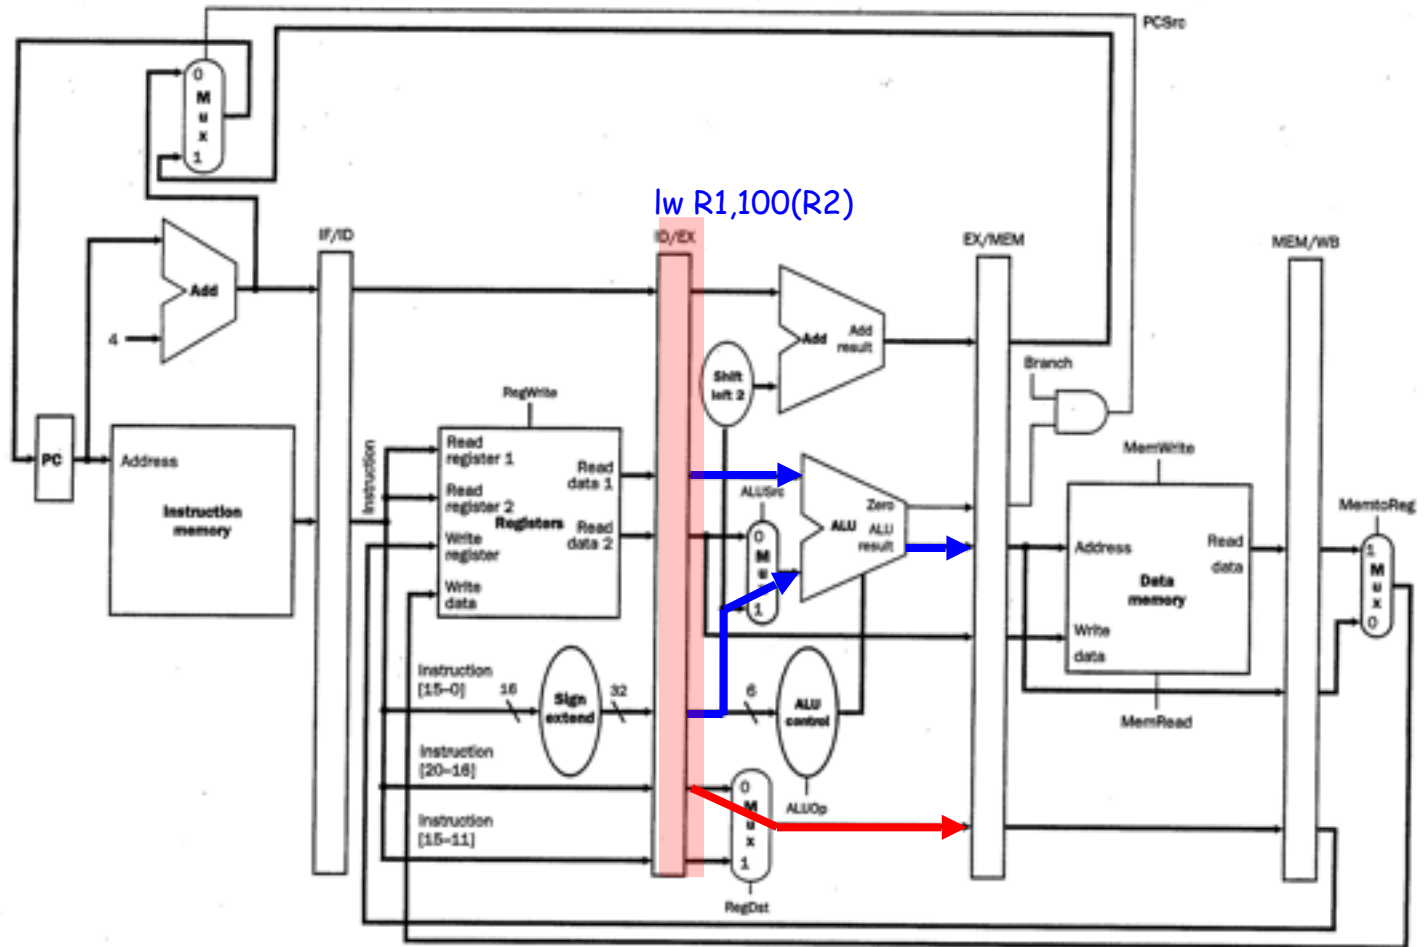 PCSrc
0
M
u
x
1
lw R1,100(R2)
IF/ID
ID/EX
EX/MEM
MEM/WB
Add
4
Add
Add
result
Shift
left 2
Branch
RegWrite
MemWrite
PC
Address
Instruction
memory
Instruction
Read
register 1
Read
register 2
Write
register
Write
data
Registers
Read
data 1
Read
data 2
ALUSrc
0
M
u
1
Zero
ALU
ALU
result
Address
Read
data
Data
memory
Write
data
MemtoReg
1
M
u
x
0
Instruction
[15–0]
16
Sign
extend
32
6
ALU
control
MemRead
Instruction
[20–16]
0
M
u
x
1
ALUOp
Instruction
[15–11]
RegDst